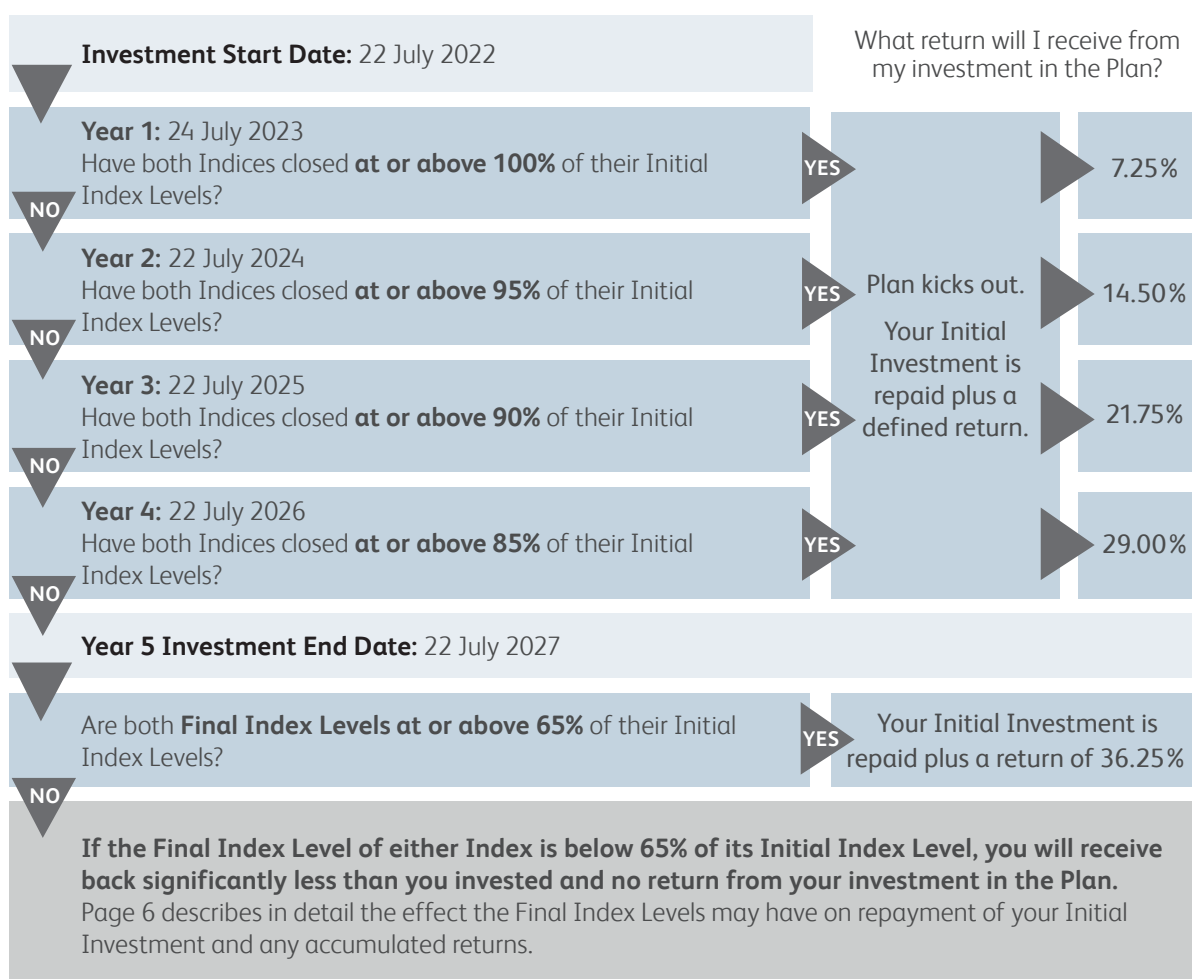 Investment Start Date: 22 July 2022
What return will I receive from
my investment in the Plan?
Year 1: 24 July 2023
Have both Indices closed at or above 100% of their Initial
Index Levels?
YES
7.25%
NO
Year 2: 22 July 2024
Have both Indices closed at or above 95% of their Initial
Index Levels?
YES
Plan kicks out.
Your Initial
Investment is
repaid plus a
defined return.
14.50%
NO
Year 3: 22 July 2025
Have both Indices closed at or above 90% of their Initial
Index Levels?
YES
21.75%
NO
Year 4: 22 July 2026
Have both Indices closed at or above 85% of their Initial
Index Levels?
YES
29.00%
NO
Year 5 Investment End Date: 22 July 2027
Are both Final Index Levels at or above 65% of their Initial
Index Levels?
YES
Your Initial Investment is
repaid plus a return of 36.25%
NO
If the Final Index Level of either Index is below 65% of its Initial Index Level, you will receive
back significantly less than you invested and no return from your investment in the Plan.
Page 6 describes in detail the effect the Final Index Levels may have on repayment of your Initial
Investment and any accumulated returns.